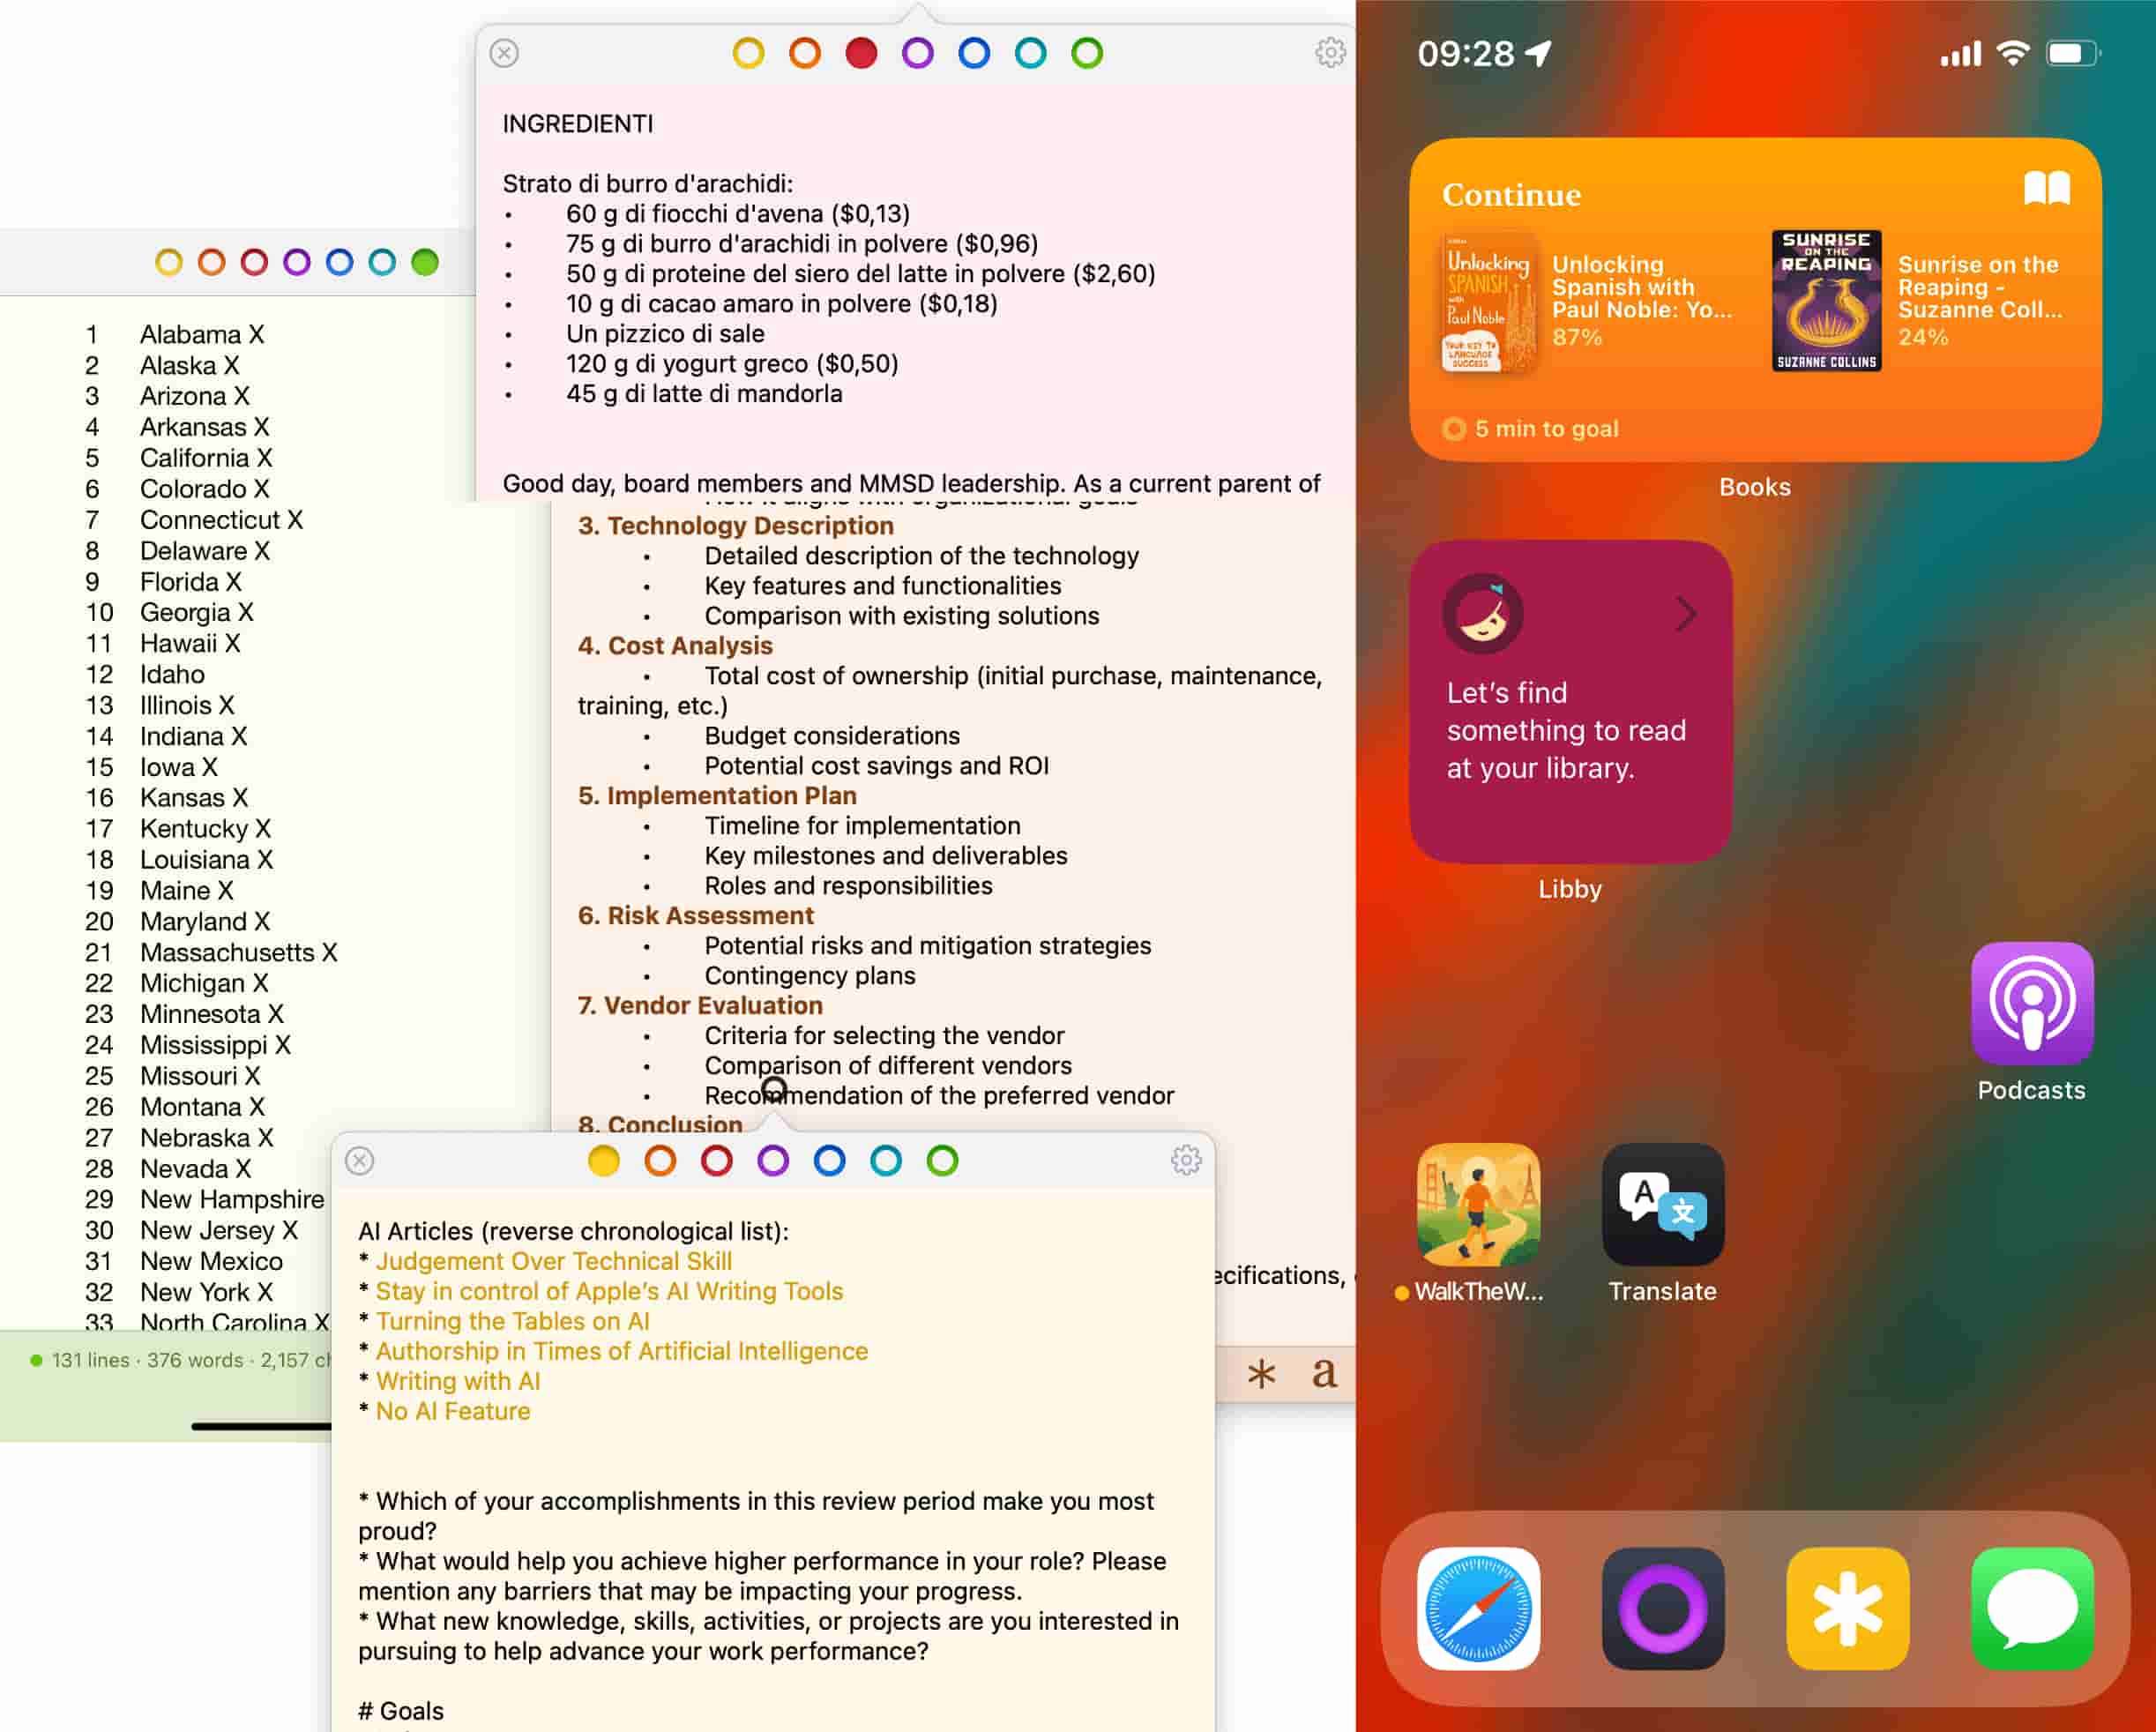 INGREDIENTI
Strato di burro d'arachidi:
• 60 g di fiocchi d'avena ($0,13)
• 75 g di burro d'arachidi in polvere ($0,96)
• 50 g di proteine del siero del latte in polvere ($2,60)
• 10 g di cacao amaro in polvere ($0,18)
• Un pizzico di sale
• 120 g di yogurt greco ($0,50)
• 45 g di latte di mandorla
Good day, board members and MMSD leadership. As a current parent of
1 Alabama X
2 Alaska X
3 Arizona X
4 Arkansas X
5 California X
6 Colorado X
7 Connecticut X
8 Delaware X
9 Florida X
10 Georgia X
11 Hawaii X
12 Idaho
13 Illinois X
14 Indiana X
15 Iowa X
16 Kansas X
17 Kentucky X
18 Louisiana X
19 Maine X
20 Maryland X
21 Massachusetts X
22 Michigan X
23 Minnesota X
24 Mississippi X
25 Missouri X
26 Montana X
27 Nebraska X
28 Nevada X
29 New Hampshire
30 New Jersey X
31 New Mexico
32 New York X
33 North Carolina X
131 lines · 376 words · 2,157 ch
How it aligns with organizational goals
3. Technology Description
• Detailed description of the technology
• Key features and functionalities
• Comparison with existing solutions
4. Cost Analysis
• Total cost of ownership (initial purchase, maintenance,
training, etc.)
• Budget considerations
• Potential cost savings and ROI
5. Implementation Plan
• Timeline for implementation
• Key milestones and deliverables
• Roles and responsibilities
6. Risk Assessment
• Potential risks and mitigation strategies
• Contingency plans
7. Vendor Evaluation
• Criteria for selecting the vendor
• Comparison of different vendors
• Recommendation of the preferred vendor
8. Conclusion
ecifications,
* a
AI Articles (reverse chronological list):
* Judgement Over Technical Skill
* Stay in control of Apple's AI Writing Tools
* Turning the Tables on AI
* Authorship in Times of Artificial Intelligence
* Writing with AI
* No AI Feature
* Which of your accomplishments in this review period make you most
proud?
* What would help you achieve higher performance in your role? Please
mention any barriers that may be impacting your progress.
* What new knowledge, skills, activities, or projects are you interested in
pursuing to help advance your work performance?
# Goals
09:28
Continue
Unlocking
SPANISH
with
Paul Noble
YOUR KEY TO
LANGUAGE
SUCCESS
Unlocking
Spanish with
Paul Noble: Yo...
87%
SUNRISE
ON THE
REAPING
SUZANNE COLLINS
Sunrise on the
Reaping -
Suzanne Coll...
24%
5 min to goal
Books
Let's find
something to read
at your library.
Libby
Podcasts
WalkTheW...
A 文
Translate